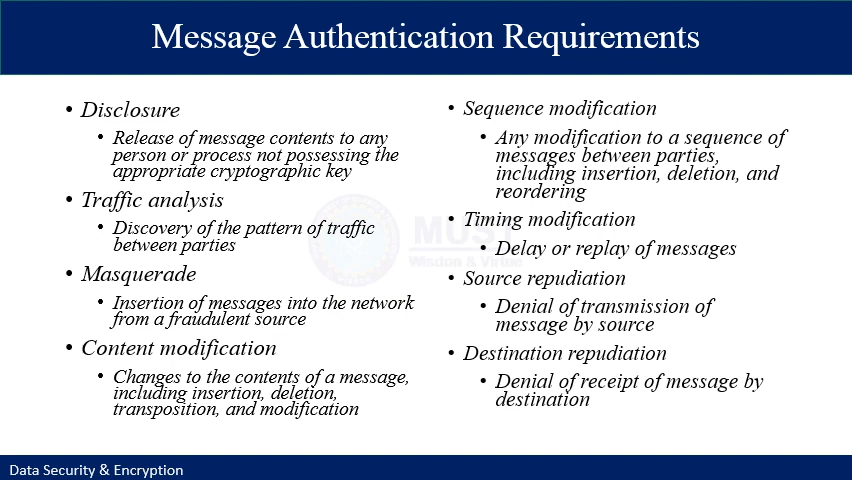 Message Authentication Requirements
• Disclosure
• Release of message contents to any
person or process not possessing the
appropriate cryptographic key
• Traffic analysis
• Discovery of the pattern of traffic
between parties
• Masquerade
• Insertion of messages into the network
from a fraudulent source
• Content modification
• Changes to the contents of a message,
including insertion, deletion,
transposition, and modification
• Sequence modification
• Any modification to a sequence of
messages between parties,
including insertion, deletion, and
reordering
• Timing modification
• Delay or replay of messages
• Source repudiation
• Denial of transmission of
message by source
• Destination repudiation
• Denial of receipt of message by
destination
MUST
Wisdom & Virtue
Data Security & Encryption